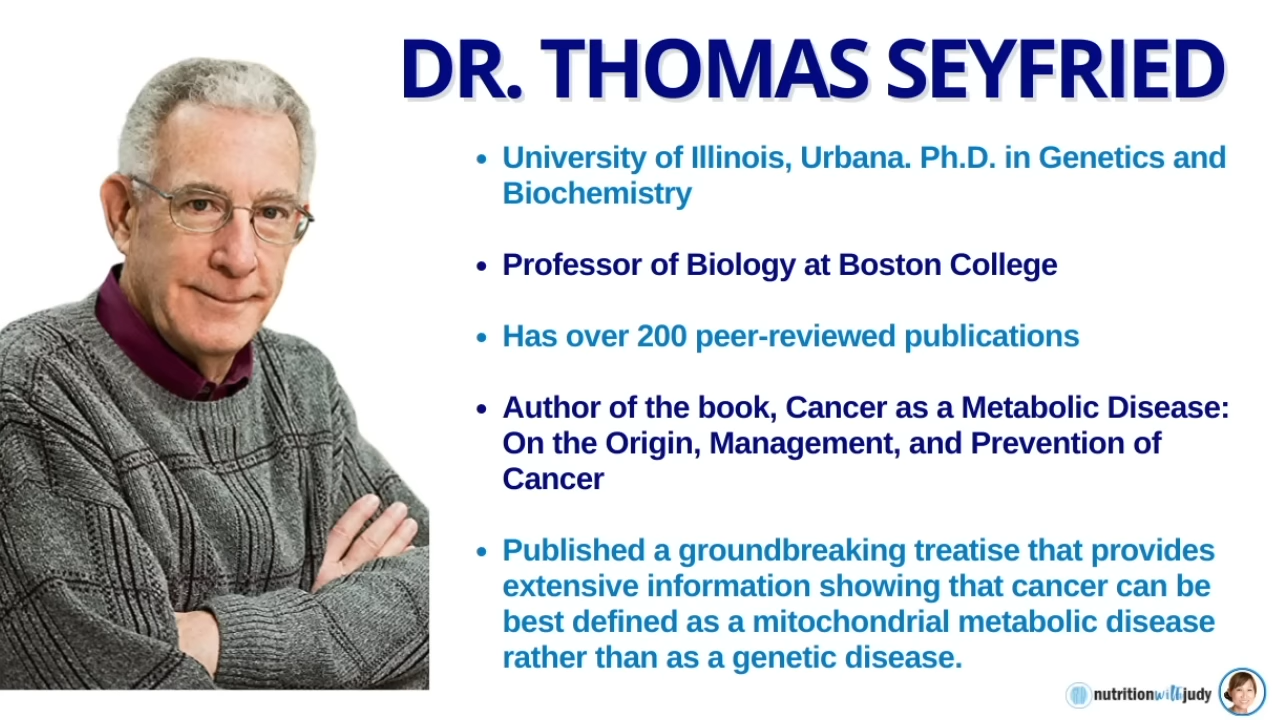 DR. THOMAS SEYFRIED
• University of Illinois, Urbana. Ph.D. in Genetics and
Biochemistry
• Professor of Biology at Boston College
• Has over 200 peer-reviewed publications
• Author of the book, Cancer as a Metabolic Disease:
On the Origin, Management, and Prevention of
Cancer
• Published a groundbreaking treatise that provides
extensive information showing that cancer can be
best defined as a mitochondrial metabolic disease
rather than as a genetic disease.
nutritionwithjudy